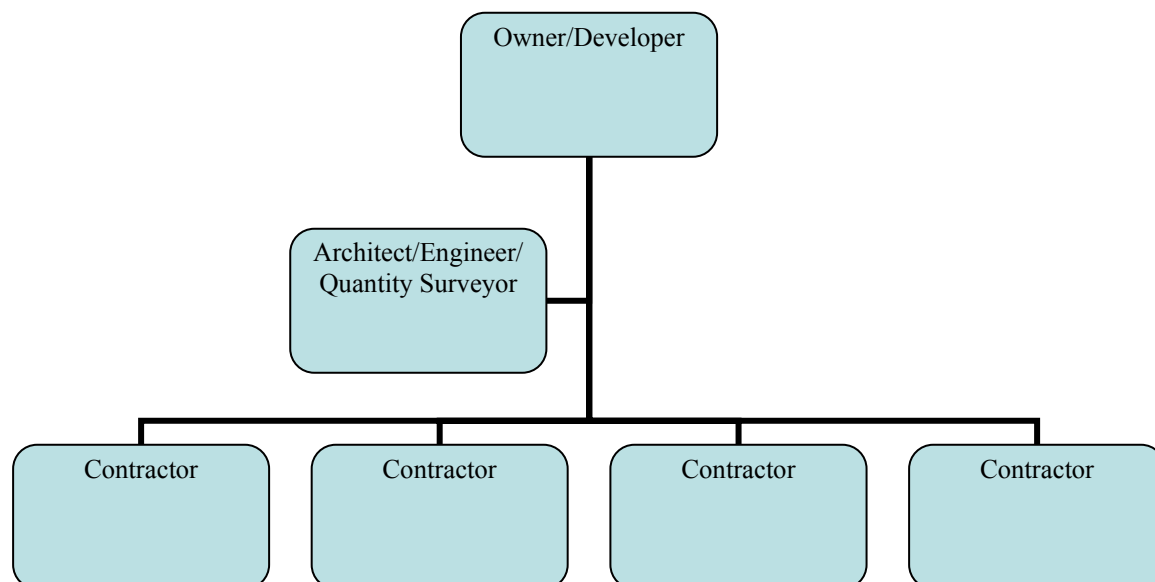 Owner/Developer
Architect/Engineer/
Quantity Surveyor
Contractor
Contractor
Contractor
Contractor